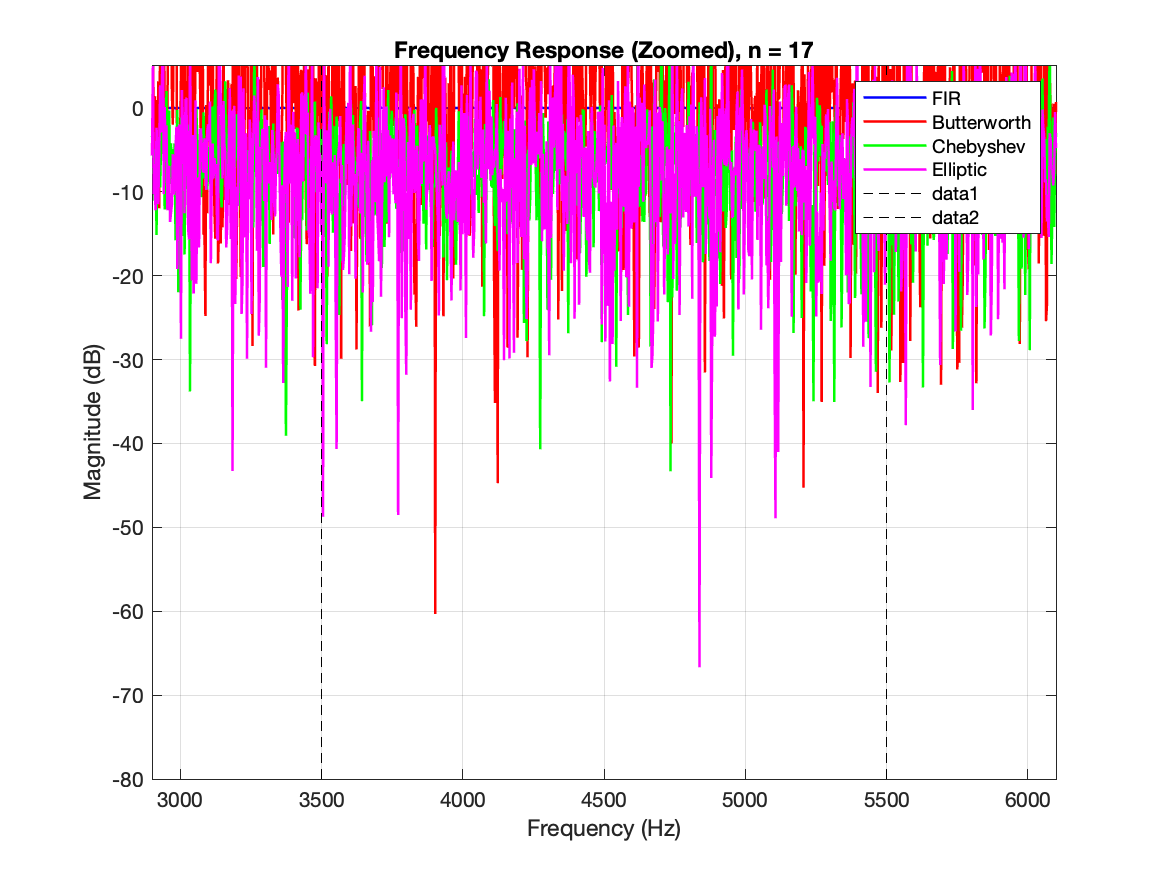 Frequency Response (Zoomed), n = 17
FIR
Butterworth
Chebyshev
Elliptic
data1
data2
0
-10
-20
-30
-40
-50
-60
-70
-80
Magnitude (dB)
3000 3500 4000 4500 5000 5500 6000
Frequency (Hz)